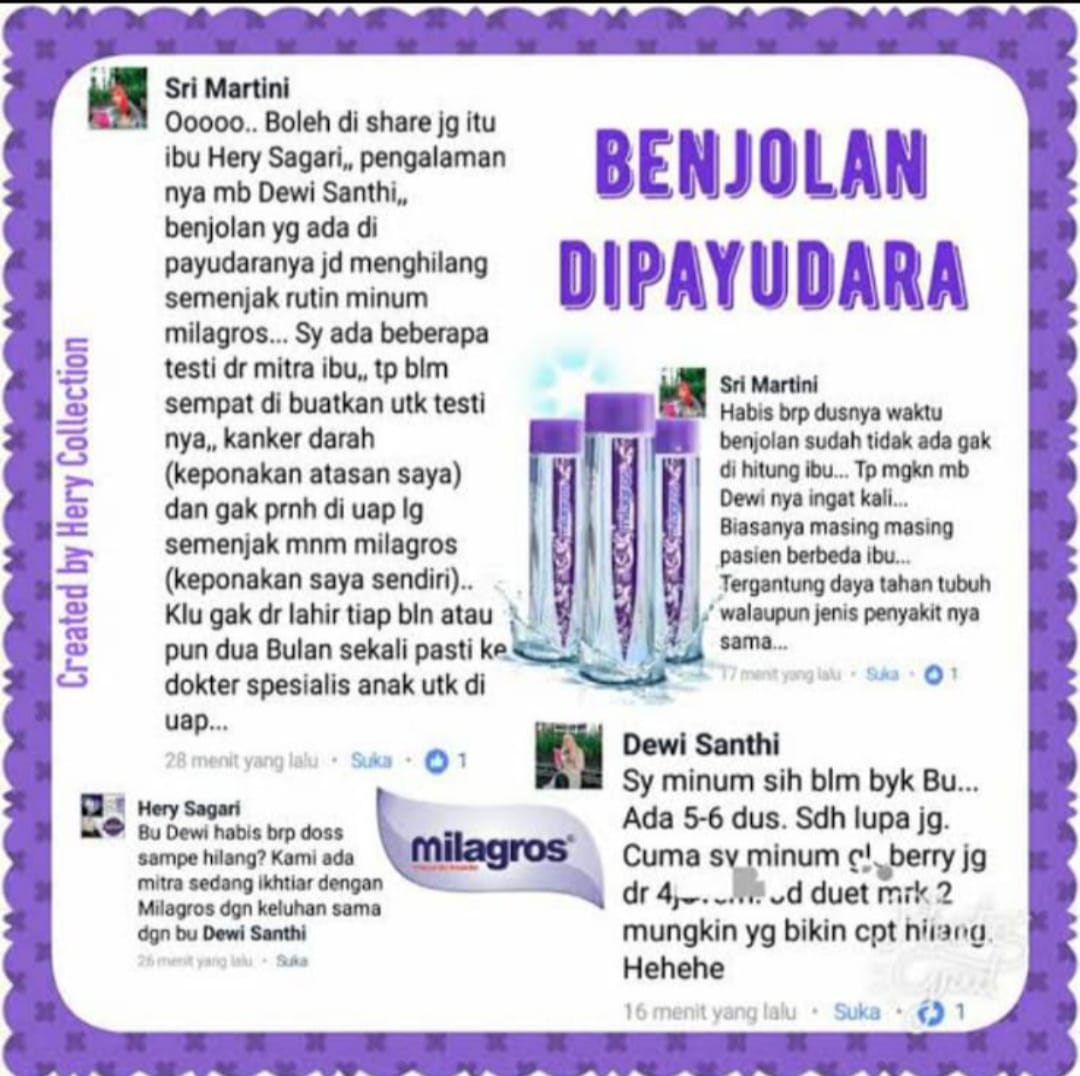 Sri Martini
Ooooo.. Boleh di share jg itu
ibu Hery Sagari,, pengalaman
nya mb Dewi Santhi,,
benjolan yg ada di
payudaranya jd menghilang
semenjak rutin minum
milagros... Sy ada beberapa
testi dr mitra ibu,, tp blm
sempat di buatkan utk testi
nya,, kanker darah
(keponakan atasan saya)
dan gak prnh di uap lg
semenjak mnm milagros
(keponakan saya sendiri)..
Klu gak dr lahir tiap bln atau
pun dua Bulan sekali pasti ke
dokter spesialis anak utk di
uap...
28 menit yang lalu · Suka · 1
BENJOLAN
DIPAYUDARA
Created by Hery Collection
milagros
milagros
milagros
Sri Martini
Habis brp dusnya waktu
benjolan sudah tidak ada gak
di hitung ibu... Tp mgkn mb
Dewi nya ingat kali...
Biasanya masing masing
pasien berbeda ibu...
Tergantung daya tahan tubuh
walaupun jenis penyakit nya
sama...
17 menit yang lalu · Suka · 1
Hery Sagari
Bu Dewi habis brp doss
sampe hilang? Kami ada
mitra sedang ikhtiar dengan
Milagros dgn keluhan sama
dgn bu Dewi Santhi
26 menit yang lalu · Suka
milagros®
Dewi Santhi
Sy minum sih blm byk Bu...
Ada 5-6 dus. Sdh lupa jg.
Cuma sy minum berry jg
dr duet mrk 2
mungkin yg bikin cpt hilang.
Hehehe
16 menit yang lalu · Suka · 1